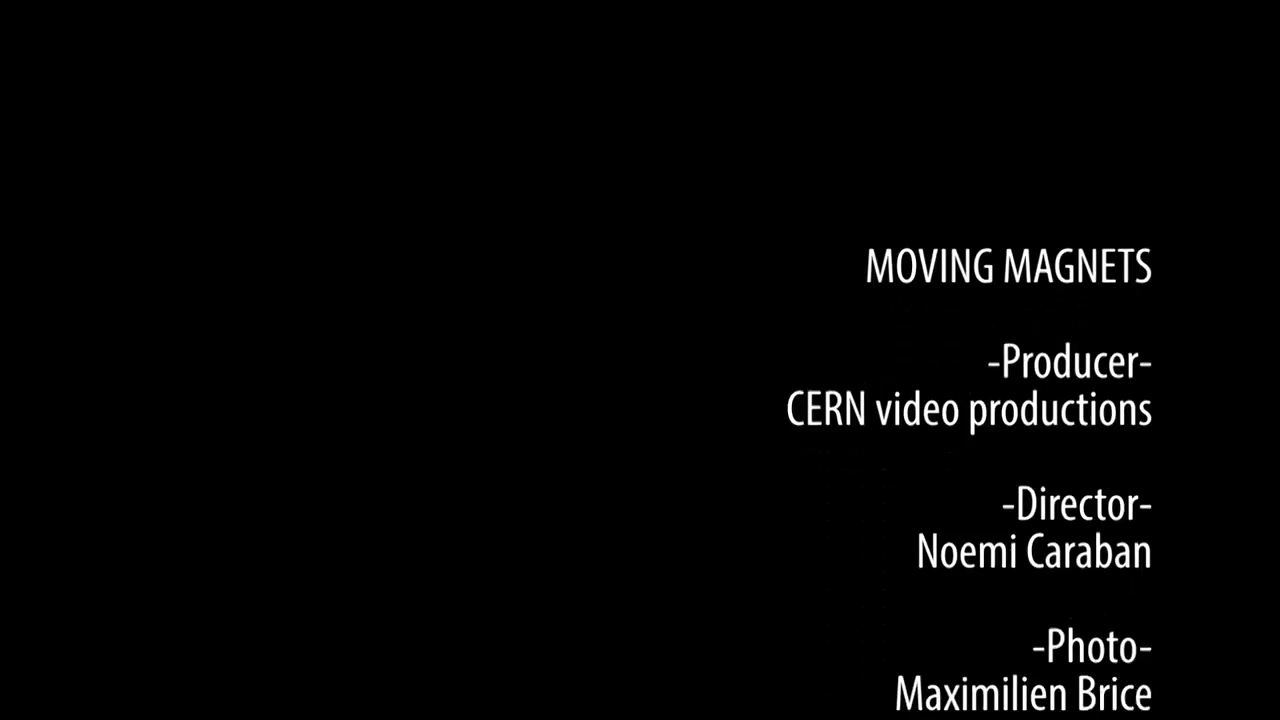 MOVING MAGNETS
-Producer-
CERN video productions
-Director-
Noemi Caraban
-Photo-
Maximilien Brice